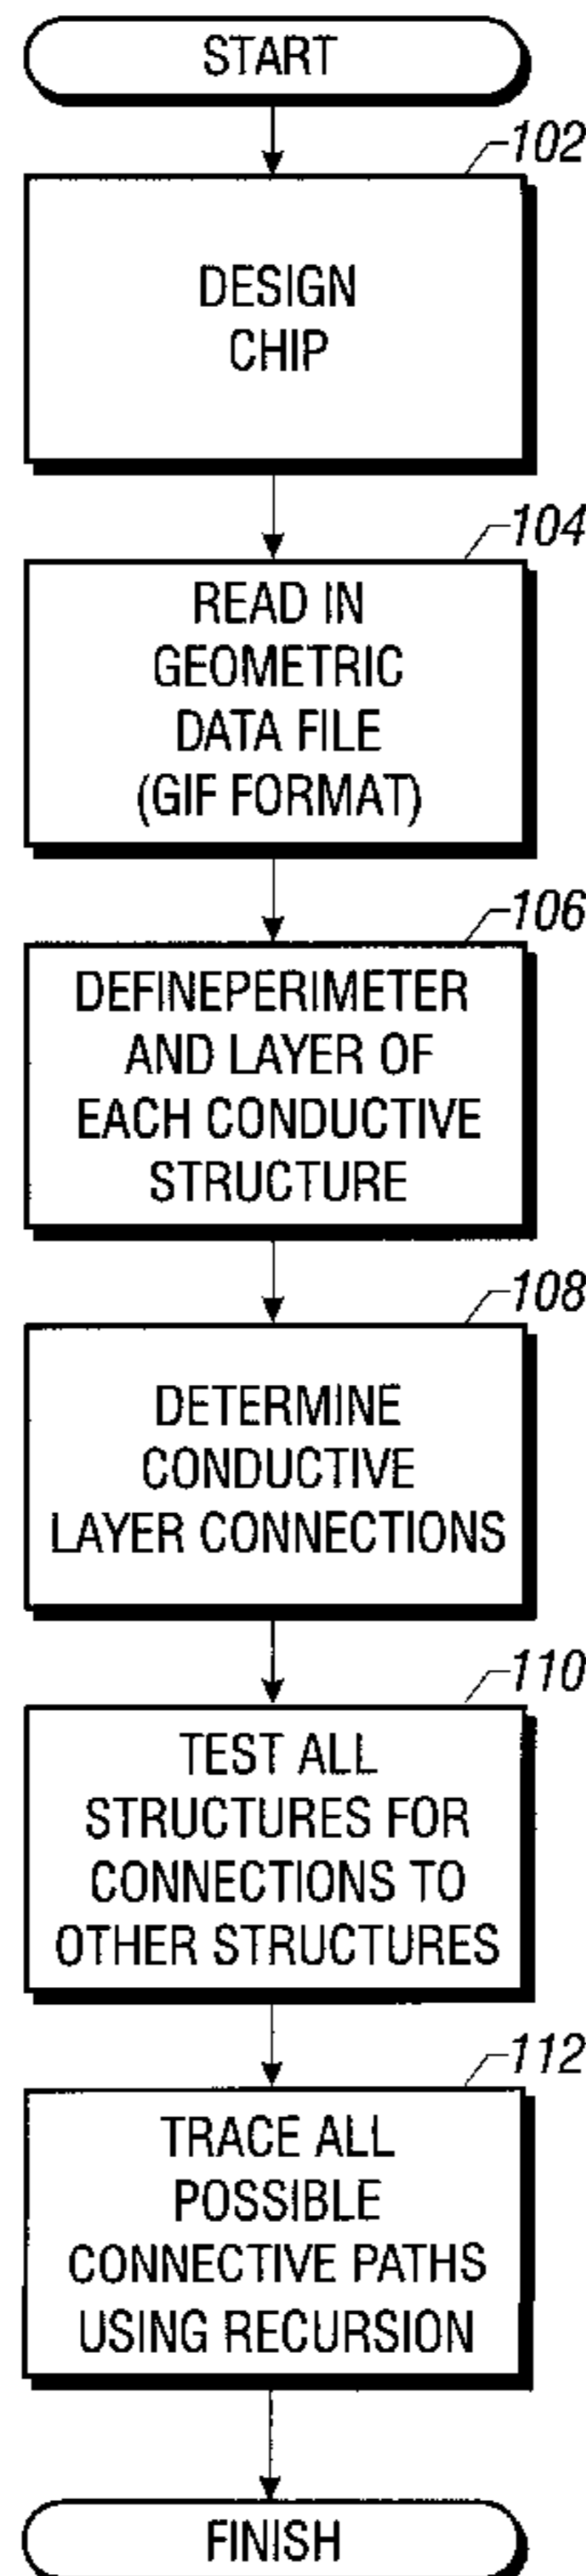 START
102
DESIGN
CHIP
104
READ IN
GEOMETRIC
DATA FILE
(GIF FORMAT)
106
DEFINEPERIMETER
AND LAYER OF
EACH CONDUCTIVE
STRUCTURE
108
DETERMINE
CONDUCTIVE
LAYER CONNECTIONS
110
TEST ALL
STRUCTURES FOR
CONNECTIONS TO
OTHER STRUCTURES
112
TRACE ALL
POSSIBLE
CONNECTIVE PATHS
USING RECURSION
FINISH